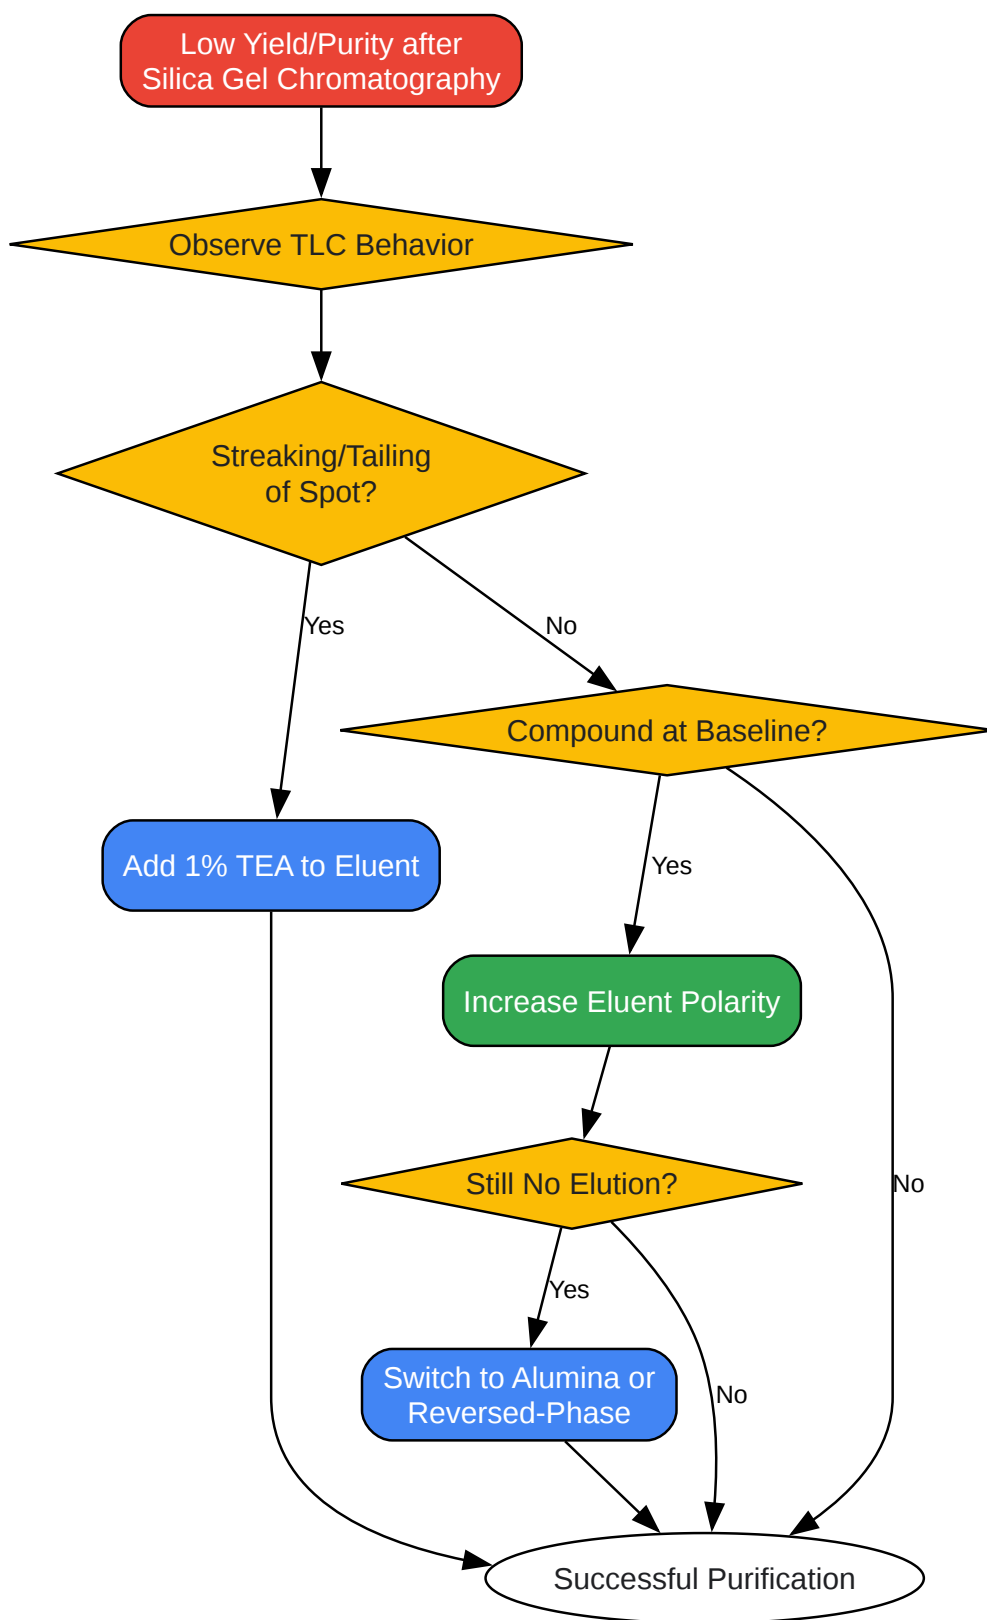 Low Yield/Purity after
Silica Gel Chromatography
Observe TLC Behavior
Streaking/Tailing
of Spot?
Yes
No
Compound at Baseline?
Add 1% TEA to Eluent
Yes
Increase Eluent Polarity
Still No Elution?
No
Yes
Switch to Alumina or
Reversed-Phase
No
Successful Purification